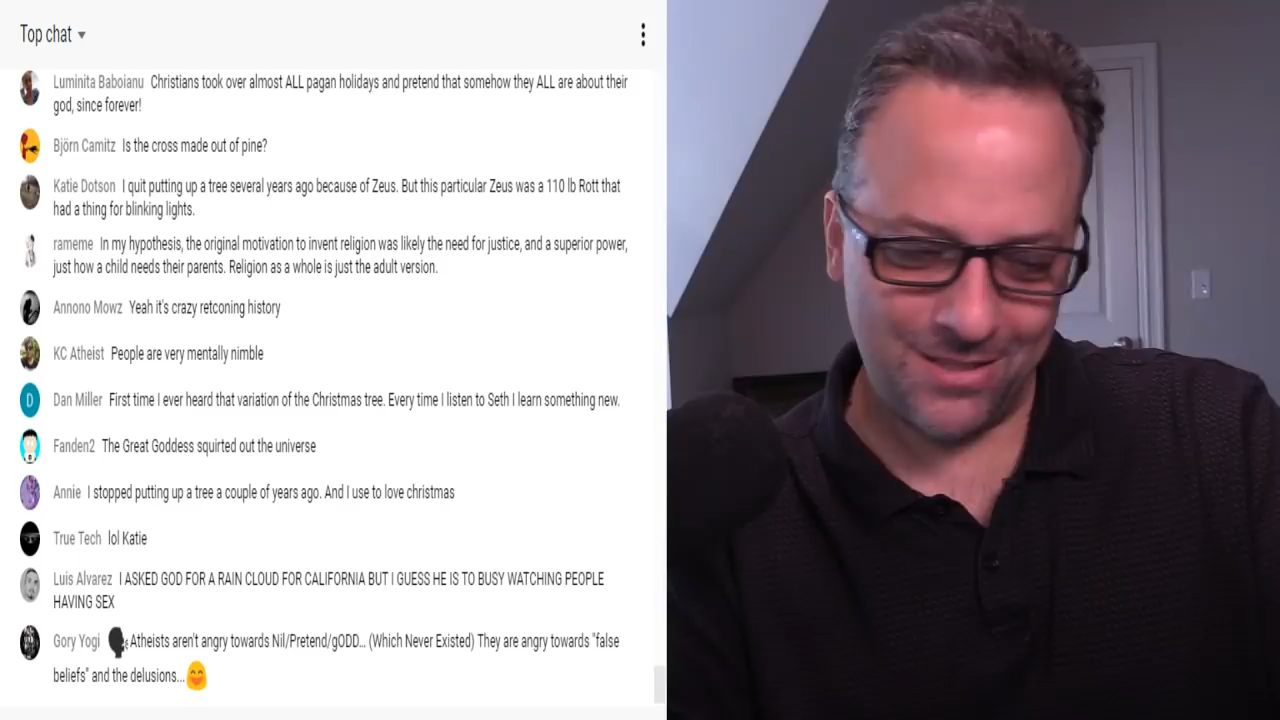 Top chat
Luminita Baboianu Christians took over almost ALL pagan holidays and pretend that somehow they ALL are about their
god, since forever!
Björn Camitz Is the cross made out of pine?
Katie Dotson I quit putting up a tree several years ago because of Zeus. But this particular Zeus was a 110 lb Rott that
had a thing for blinking lights.
rameme In my hypothesis, the original motivation to invent religion was likely the need for justice, and a superior power,
just how a child needs their parents. Religion as a whole is just the adult version.
Annono Mowz Yeah it's crazy retconing history
KC Atheist People are very mentally nimble
D
Dan Miller First time I ever heard that variation of the Christmas tree. Every time I listen to Seth I learn something new.
Fanden2 The Great Goddess squirted out the universe
Annie I stopped putting up a tree a couple of years ago. And I use to love christmas
True Tech lol Katie
Luis Alvarez I ASKED GOD FOR A RAIN CLOUD FOR CALIFORNIA BUT I GUESS HE IS TO BUSY WATCHING PEOPLE
HAVING SEX
Gory Yogi 🗣Atheists aren't angry towards Nil/Pretend/gODD... (Which Never Existed) They are angry towards "false
beliefs" and the delusions...🤗